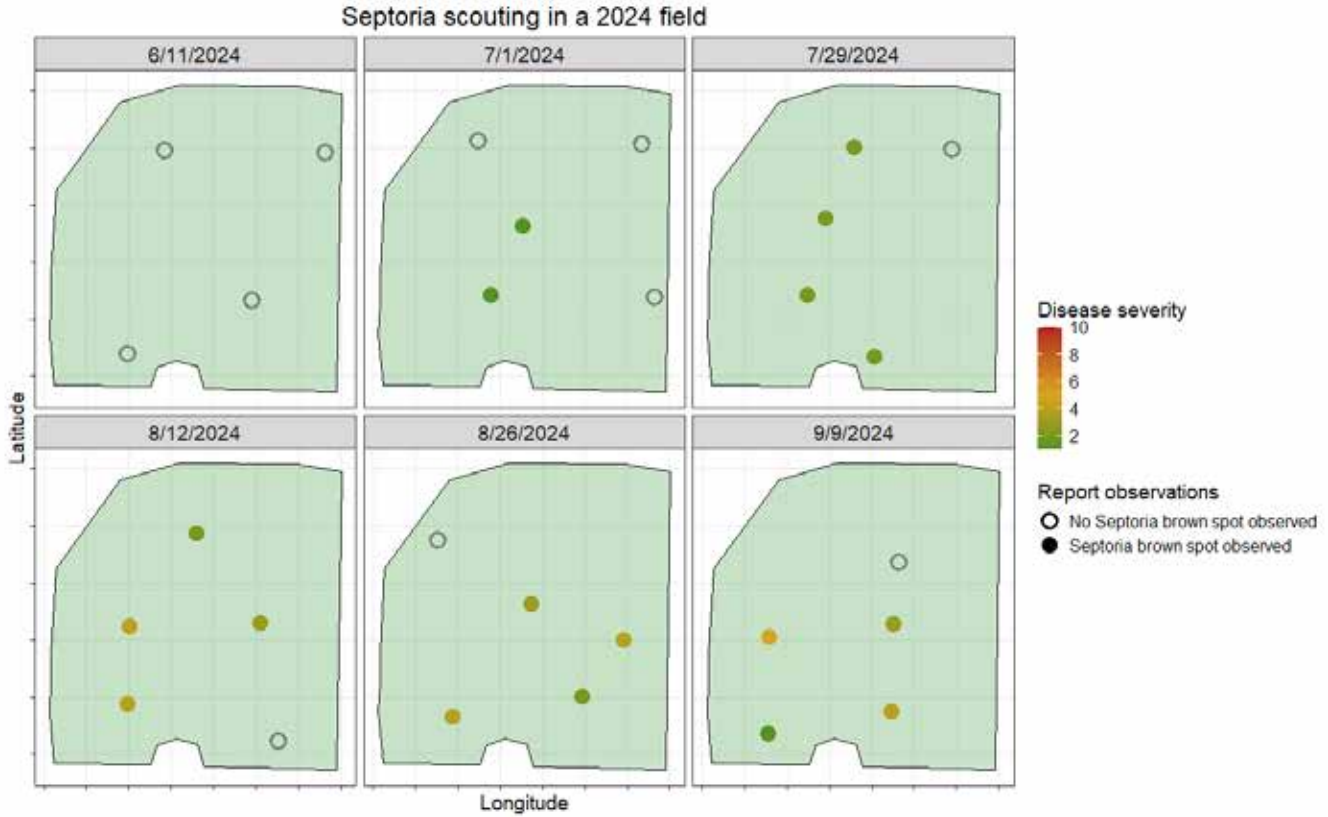 Septoria scouting in a 2024 field
6/11/2024
7/1/2024
7/29/2024
8/12/2024
8/26/2024
9/9/2024
Latitude
Longitude
Disease severity
10
8
6
4
2
Report observations
No Septoria brown spot observed
Septoria brown spot observed